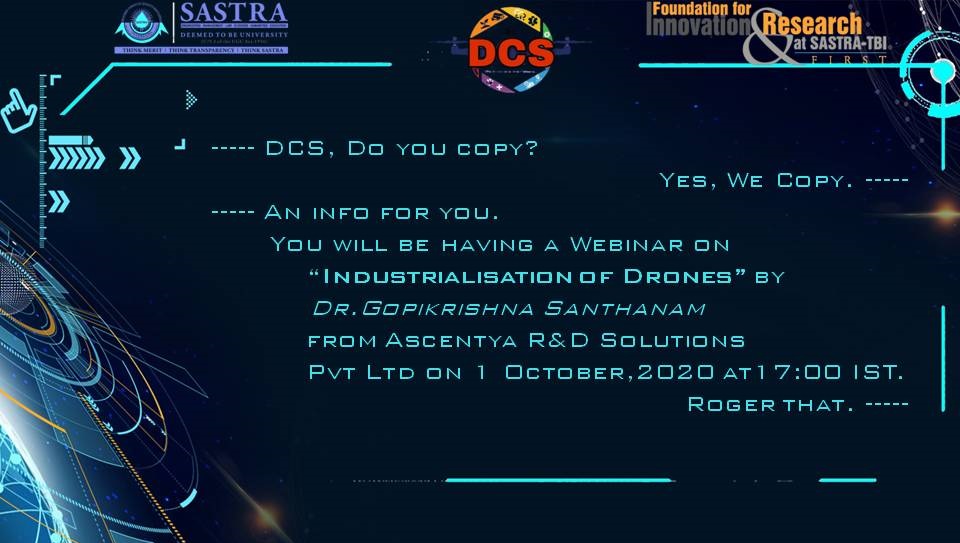 SASTRA
DEEMED TO BE UNIVERSITY
THINK MERIT | THINK TRANSPARENCY | THINK SASTRA
DCS
Foundation for
Innovation & Research
at SASTRA-TBI
FIRST
----- DCS, Do you copy?
Yes, We Copy. -----
----- An info for you.
You will be having a Webinar on
“Industrialisation of Drones” by
Dr.Gopikrishna Santhanam
from Ascentya R&D Solutions
Pvt Ltd on 1 October,2020 at17:00 IST.
Roger that. -----